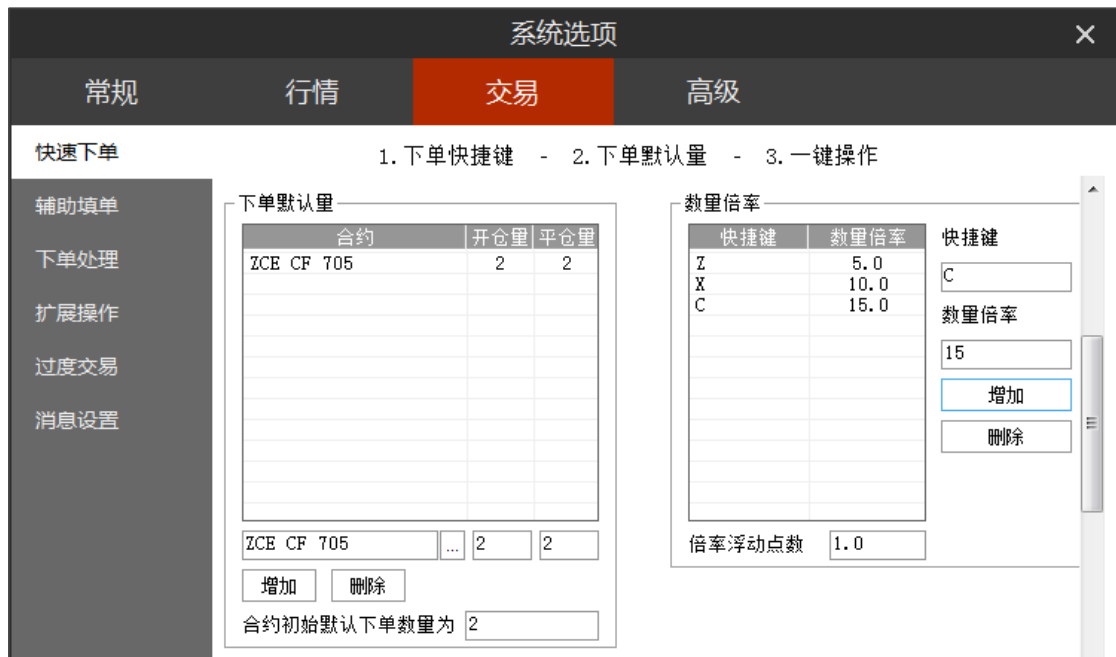 系统选项
常规 行情 交易 高级
快速下单
辅助填单
下单处理
扩展操作
过度交易
消息设置
1.下单快捷键 - 2.下单默认量 - 3.一键操作
下单默认量
合约 开仓量 平仓量
ZCE CF 705 2 2
ZCE CF 705 ... 2 2
增加 删除
合约初始默认下单数量为 2
数量倍率
快捷键 数量倍率
Z 5.0
X 10.0
C 15.0
快捷键
C
数量倍率
15
增加
删除
倍率浮动点数 1.0